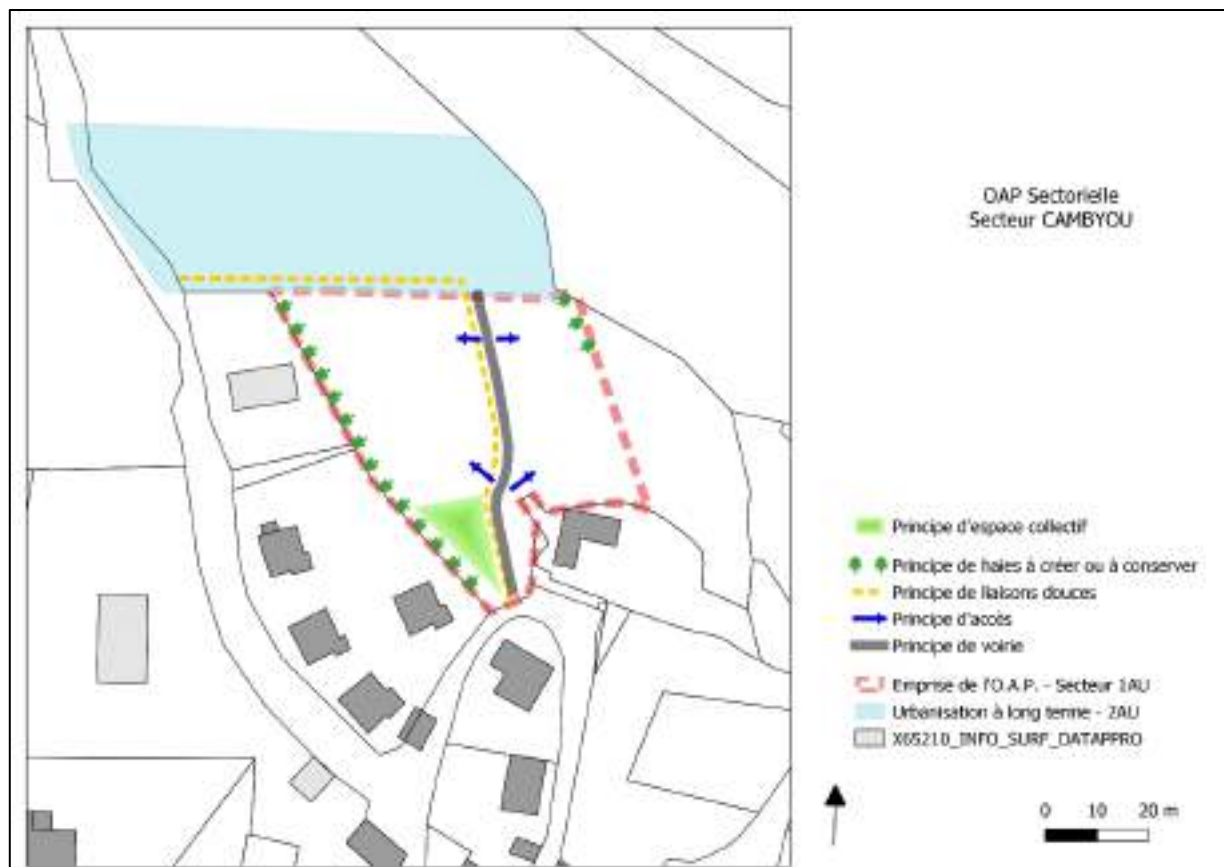 OAP Sectorielle
Secteur CAMBYOU
Principe d'espace collectif
Principe de haies à créer ou à conserver
Principe de liaisons douces
Principe d'accès
Principe de voirie
Emprise de l'O.A.P. - Secteur 1AU
Urbanisation à long terme - 2AU
X65210_INFO_SURF_DATAPPRO
0 10 20 m